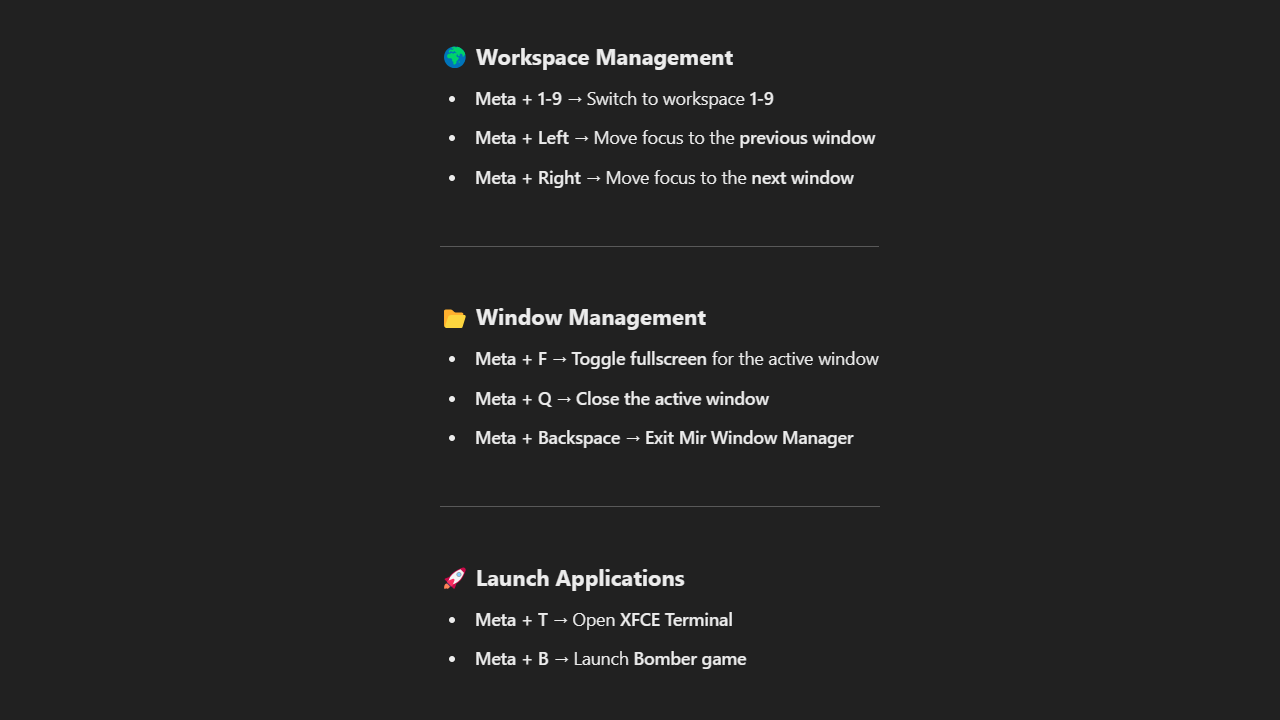 🌍 Workspace Management
• Meta + 1-9 → Switch to workspace 1-9
• Meta + Left → Move focus to the previous window
• Meta + Right → Move focus to the next window
📂 Window Management
• Meta + F → Toggle fullscreen for the active window
• Meta + Q → Close the active window
• Meta + Backspace → Exit Mir Window Manager
🚀 Launch Applications
• Meta + T → Open XFCE Terminal
• Meta + B → Launch Bomber game